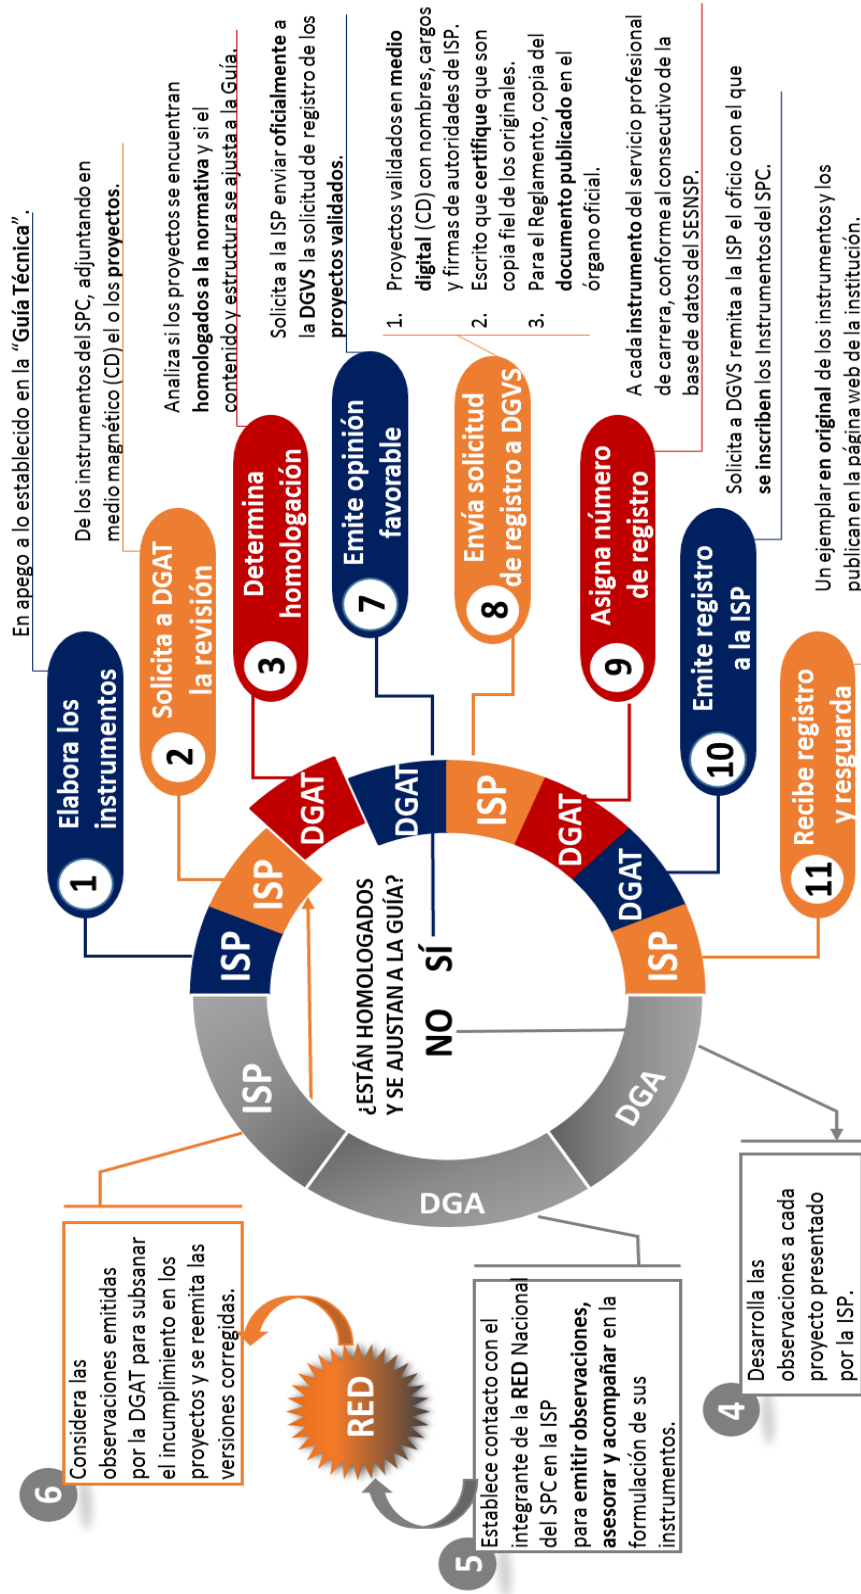 1
Elabora los
instrumentos
En apego a lo establecido en la “Guía Técnica”.
2
Solicita a DGAT
la revisión
De los instrumentos del SPC, adjuntando en
medio magnético (CD) el o los proyectos.
3
Determina
homologación
Analiza si los proyectos se encuentran
homologados a la normativa y si el
contenido y estructura se ajusta a la Guía.
7
Emite opinión
favorable
Solicita a la ISP enviar oficialmente a
la DGVS la solicitud de registro de los
proyectos validados.
8
Envía solicitud
de registro a DGVS
1. Proyectos validados en medio
digital (CD) con nombres, cargos
y firmas de autoridades de ISP.
2. Escrito que certifique que son
copia fiel de los originales.
3. Para el Reglamento, copia del
documento publicado en el
órgano oficial.
9
Asigna número
de registro
A cada instrumento del servicio profesional
de carrera, conforme al consecutivo de la
base de datos del SESNSP.
10
Emite registro
a la ISP
Solicita a DGVS remita a la ISP el oficio con el que
se inscriben los Instrumentos del SPC.
11
Recibe registro
y resguarda
Un ejemplar en original de los instrumentos y los
publican en la página web de la institución.
ISP
ISP
DGAT
DGAT
ISP
DGAT
DGAT
ISP
DGA
DGA
ISP
¿ESTÁN HOMOLOGADOS
Y SE AJUSTAN A LA GUÍA?
NO SÍ
6
Considera las
observaciones emitidas
por la DGAT para subsanar
el incumplimiento en los
proyectos y se reemita las
versiones corregidas.
RED
5
Establece contacto con el
integrante de la RED Nacional
del SPC en la ISP
para emitir observaciones,
asesorar y acompañar en la
formulación de sus
instrumentos.
4
Desarrolla las
observaciones a cada
proyecto presentado
por la ISP.